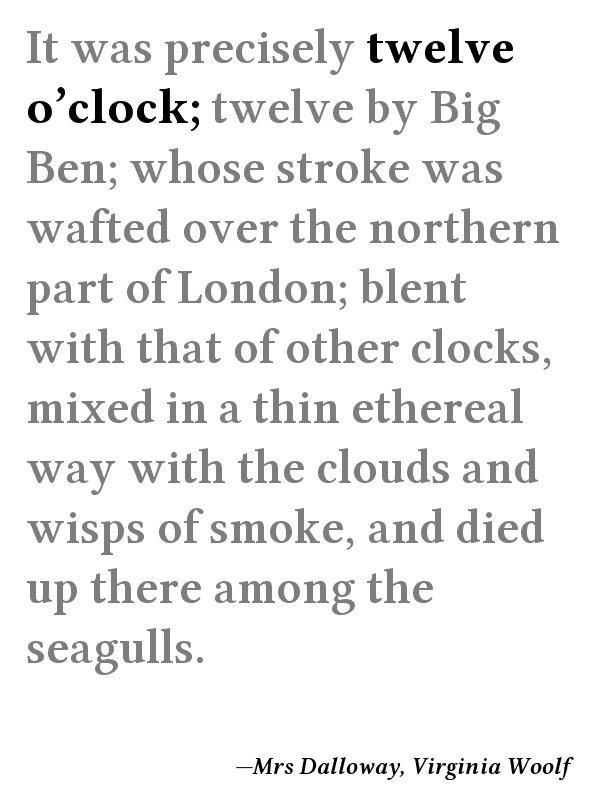 It was precisely twelve
o’clock; twelve by Big
Ben; whose stroke was
wafted over the northern
part of London; blent
with that of other clocks,
mixed in a thin ethereal
way with the clouds and
wisps of smoke, and died
up there among the
seagulls.
—Mrs Dalloway, Virginia Woolf